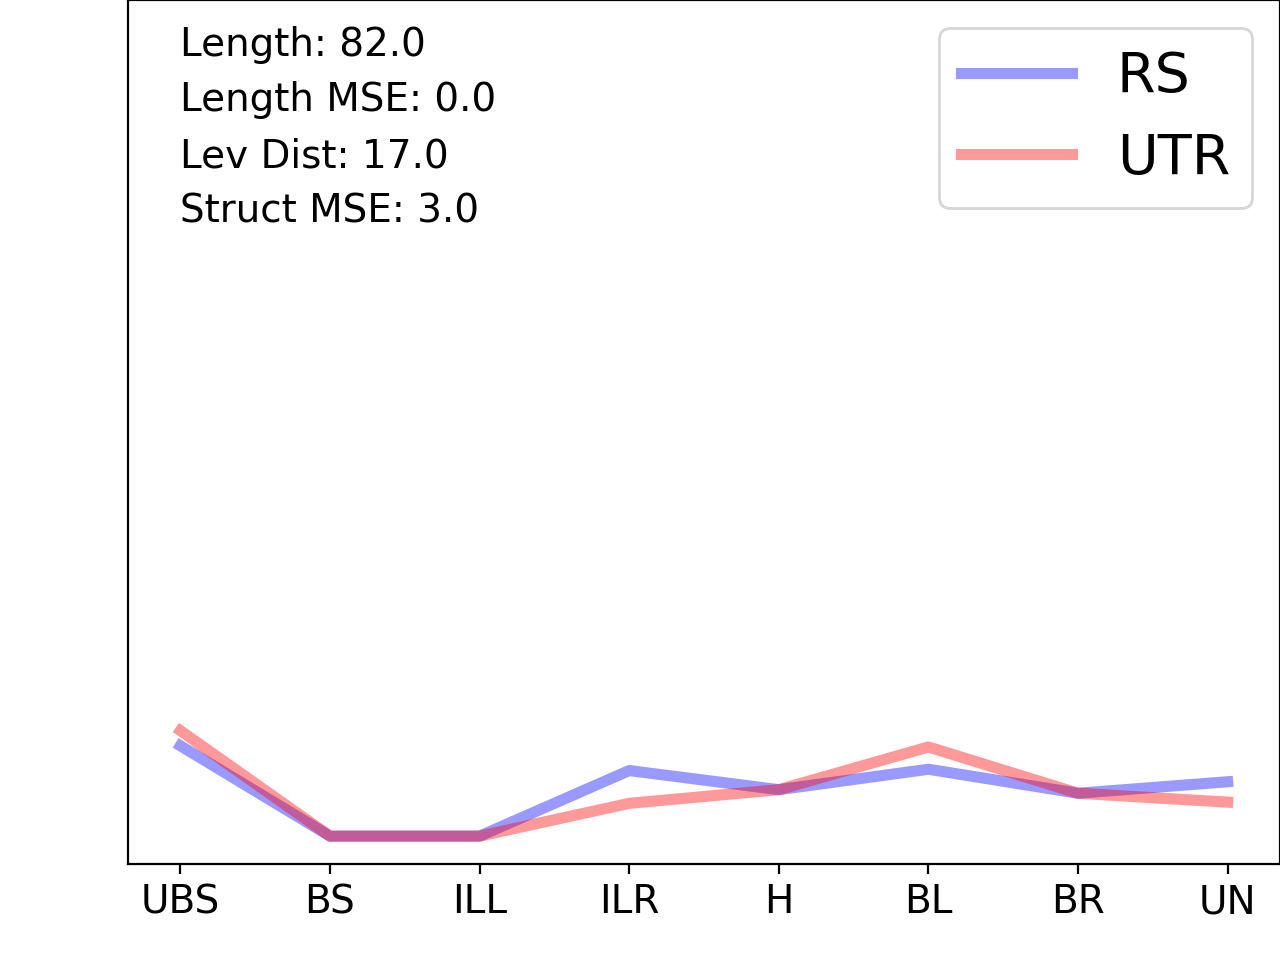 Length: 82.0
Length MSE: 0.0
Lev Dist: 17.0
Struct MSE: 3.0
RS
UTR
UBS BS ILL ILR H BL BR UN